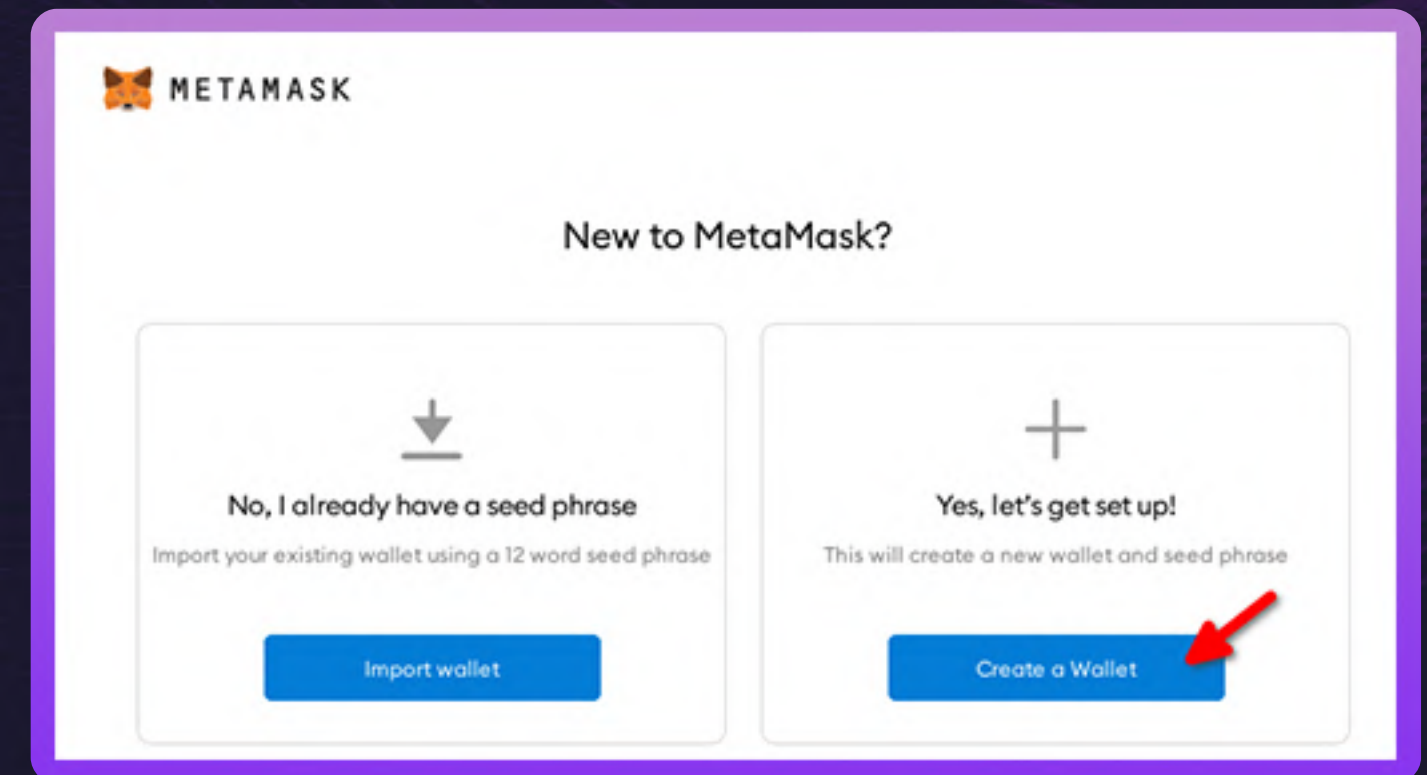 METAMASK
New to MetaMask?
No, I already have a seed phrase
Import your existing wallet using a 12 word seed phrase
Import wallet
Yes, let's get set up!
This will create a new wallet and seed phrase
Create a Wallet